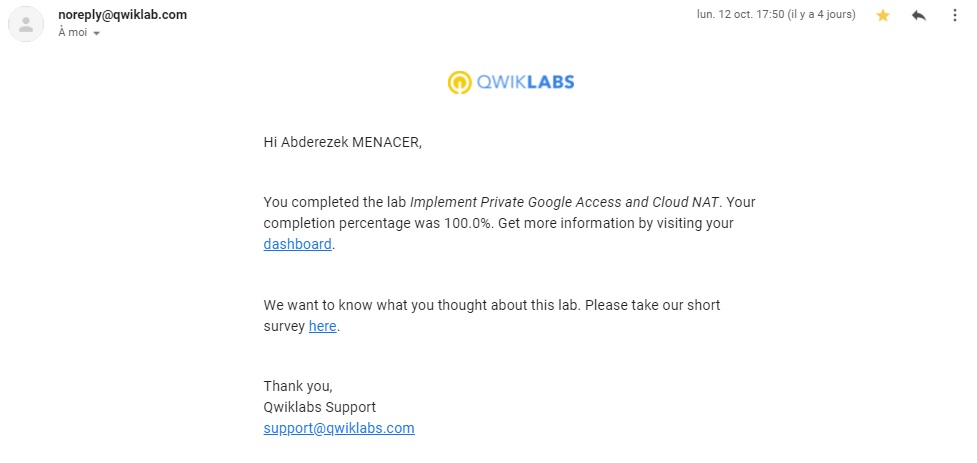 noreply@qwiklab.com
lun. 12 oct. 17:50 (il y a 4 jours)
À moi
QWIKLABS
Hi Abderezek MENACER,
You completed the lab Implement Private Google Access and Cloud NAT. Your
completion percentage was 100.0%. Get more information by visiting your
dashboard.
We want to know what you thought about this lab. Please take our short
survey here.
Thank you,
Qwiklabs Support
support@qwiklabs.com